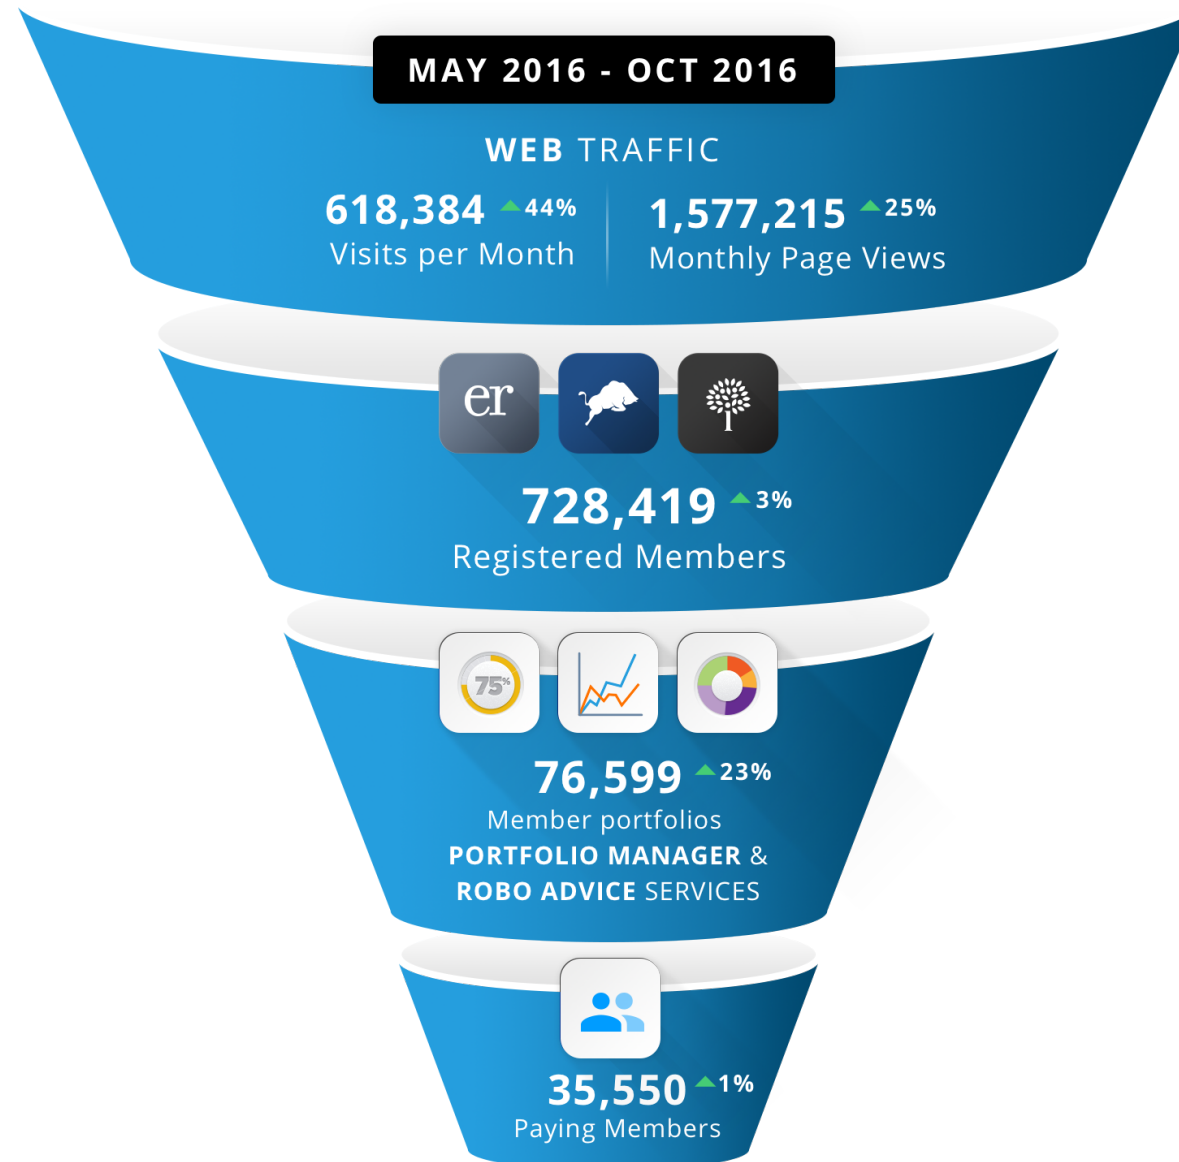 MAY 2016 - OCT 2016
WEB TRAFFIC
618,384 44%
Visits per Month
1,577,215 25%
Monthly Page Views
er
728,419 3%
Registered Members
75%
76,599 23%
Member portfolios
PORTFOLIO MANAGER &
ROBO ADVICE SERVICES
35,550 1%
Paying Members